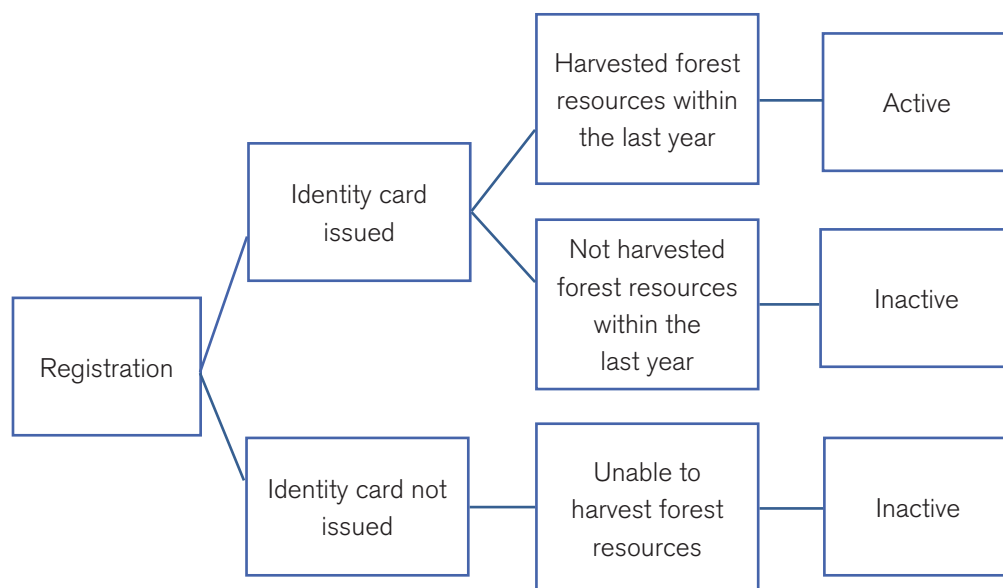 Harvested forest
resources within
the last year
Active
Identity card
issued
Not harvested
forest resources
within the
last year
Inactive
Registration
Identity card not
issued
Unable to
harvest forest
resources
Inactive